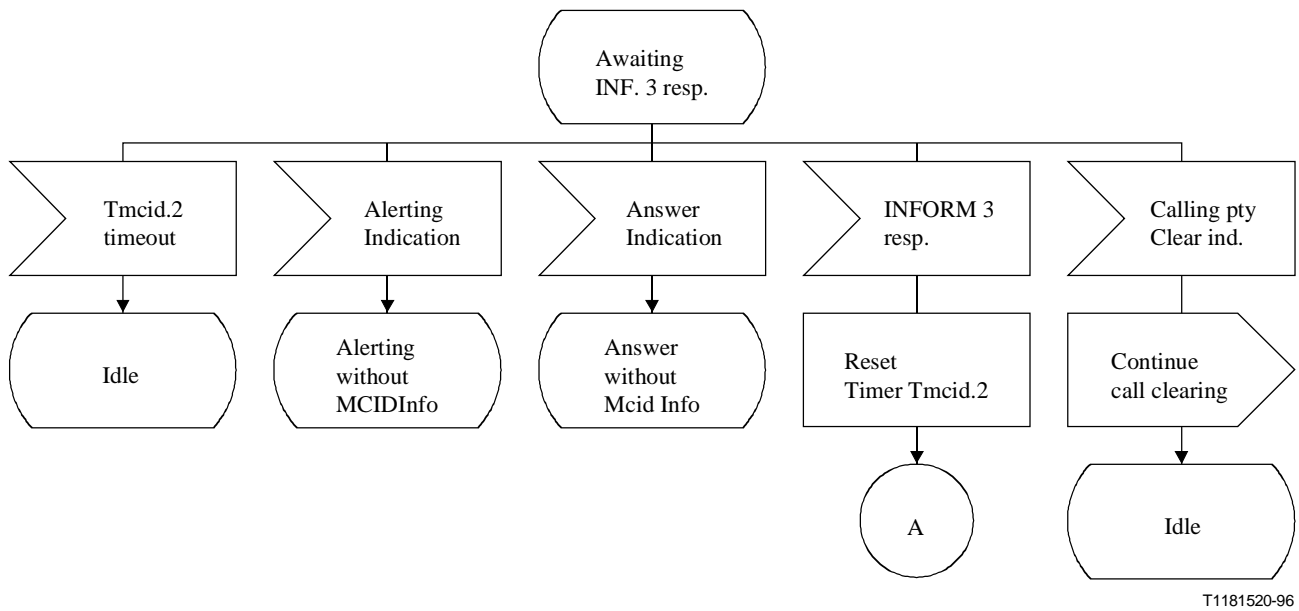 Awaiting
INF. 3 resp.
Tmcid.2
timeout
Alerting
Indication
Answer
Indication
INFORM 3
resp.
Calling pty
Clear ind.
Idle
Alerting
without
MCIDInfo
Answer
without
Mcid Info
Reset
Timer Tmcid.2
Continue
call clearing
A
Idle
T1181520-96